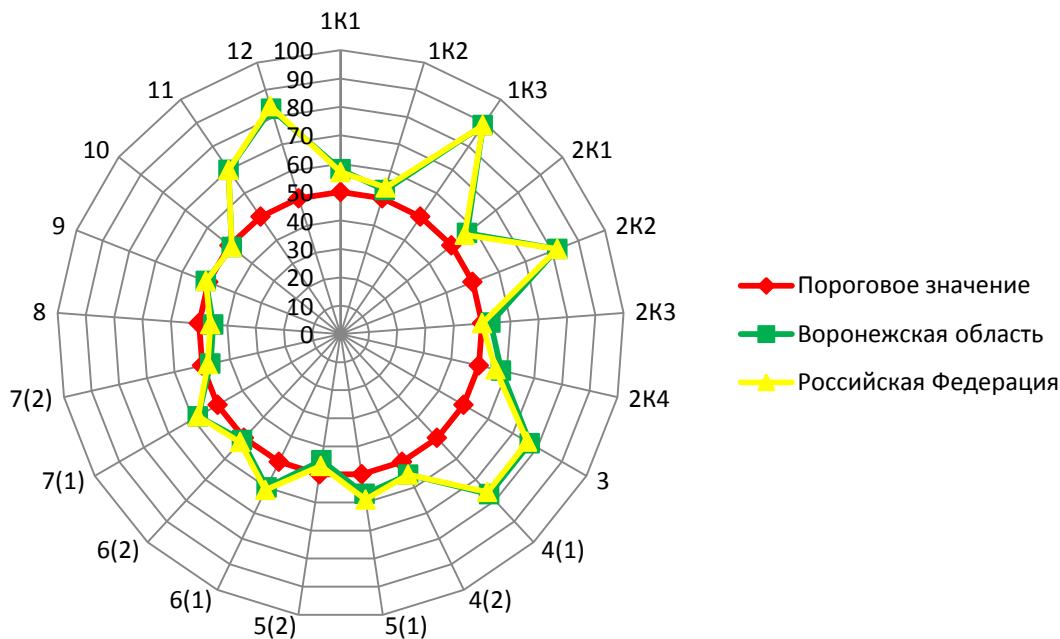 1К1
1К2
1К3
2К1
2К2
2К3
2К4
3
4(1)
4(2)
5(1)
5(2)
6(1)
6(2)
7(1)
7(2)
8
9
10
11
12
100
90
80
70
60
50
40
30
20
10
0
Пороговое значение
Воронежская область
Российская Федерация